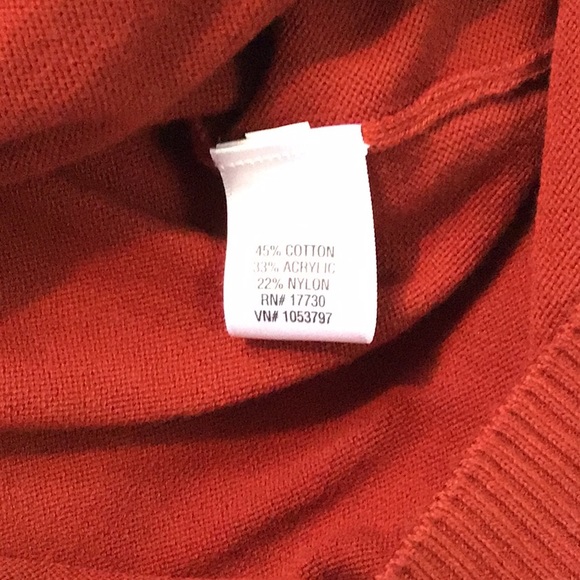 45% COTTON
33% ACRYLIC
22% NYLON
RN# 17730
VN# 1053797